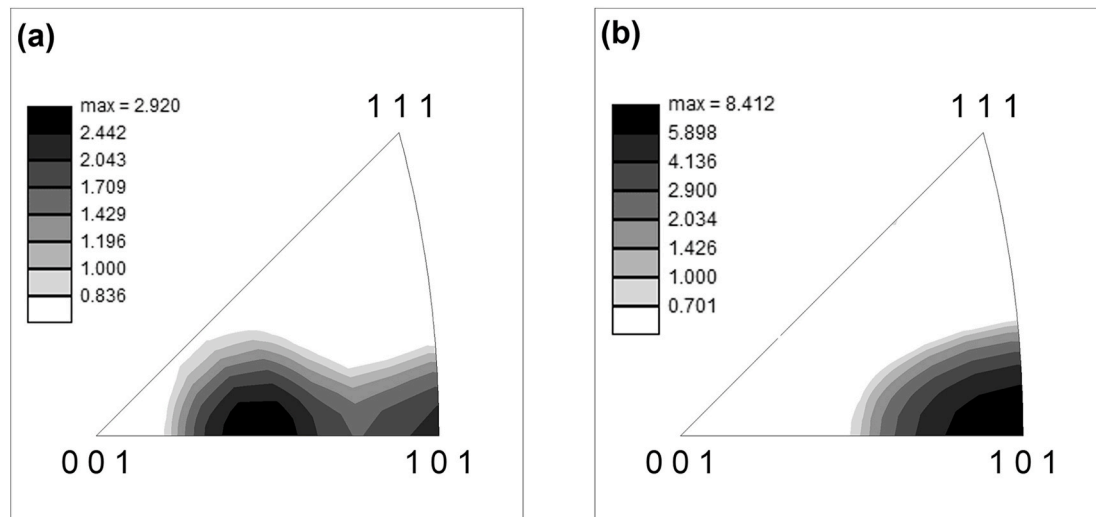 (a)
max = 2.920
2.442
2.043
1.709
1.429
1.196
1.000
0.836
1 1 1
0 0 1
1 0 1
(b)
max = 8.412
5.898
4.136
2.900
2.034
1.426
1.000
0.701
1 1 1
0 0 1
1 0 1